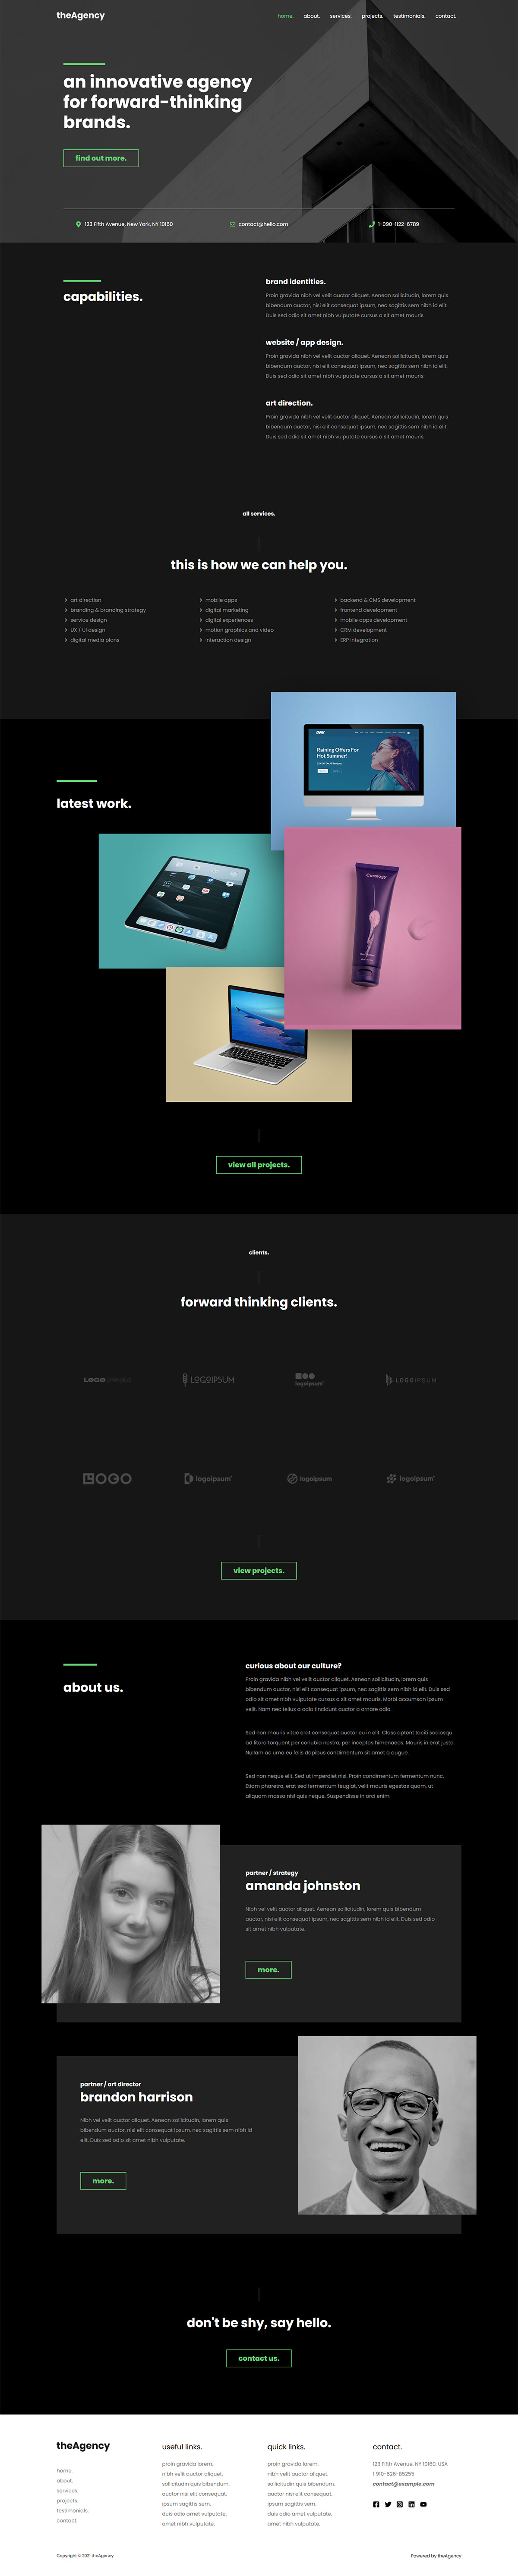 theAgency
home. about. services. projects. testimonials. contact.
an innovative agency
for forward-thinking
brands.
find out more.
123 Fifth Avenue, New York, NY 10160
contact@hello.com
1-090-1122-6789
capabilities.
brand identities.
Proin gravida nibh vel velit auctor aliquet. Aenean sollicitudin, lorem quis
bibendum auctor, nisi elit consequat ipsum, nec sagittis sem nibh id elit.
Duis sed odio sit amet nibh vulputate cursus a sit amet mauris.
website / app design.
Proin gravida nibh vel velit auctor aliquet. Aenean sollicitudin, lorem quis
bibendum auctor, nisi elit consequat ipsum, nec sagittis sem nibh id elit.
Duis sed odio sit amet nibh vulputate cursus a sit amet mauris.
art direction.
Proin gravida nibh vel velit auctor aliquet. Aenean sollicitudin, lorem quis
bibendum auctor, nisi elit consequat ipsum, nec sagittis sem nibh id elit.
Duis sed odio sit amet nibh vulputate cursus a sit amet mauris.
all services.
this is how we can help you.
art direction
branding & branding strategy
service design
UX / UI design
digital media plans
mobile apps
digital marketing
digital experiences
motion graphics and video
interaction design
backend & CMS development
frontend development
mobile apps development
CRM development
ERP integration
latest work.
Raining Offers For
Hot Summer!
Curology
view all projects.
clients.
forward thinking clients.
LOGOIPSUM
logoipsum
LOGOIPSUM
LOGO
logoipsum
logoipsum
logoipsum
view projects.
about us.
curious about our culture?
Proin gravida nibh vel velit auctor aliquet. Aenean sollicitudin, lorem quis
bibendum auctor, nisi elit consequat ipsum, nec sagittis sem nibh id elit. Duis sed
odio sit amet nibh vulputate cursus a sit amet mauris. Morbi accumsan ipsum
velit. Nam nec tellus a odio tincidunt auctor a ornare odio.
Sed non mauris vitae erat consequat auctor eu in elit. Class aptent taciti sociosqu
ad litora torquent per conubia nostra, per inceptos himenaeos. Mauris in erat justo.
Nullam ac urna eu felis dapibus condimentum sit amet a augue.
Sed non neque elit. Sed ut imperdiet nisi. Proin condimentum fermentum nunc.
Etiam pharetra, erat sed fermentum feugiat, velit mauris egestas quam, ut
aliquam massa nisl quis neque. Suspendisse in orci enim.
partner / strategy
amanda johnston
Nibh vel velit auctor aliquet. Aenean sollicitudin, lorem quis bibendum
auctor, nisi elit consequat ipsum, nec sagittis sem nibh id elit. Duis sed odio
sit amet nibh vulputate.
more.
partner / art director
brandon harrison
Nibh vel velit auctor aliquet. Aenean sollicitudin, lorem quis
bibendum auctor, nisi elit consequat ipsum, nec sagittis sem nibh id
elit. Duis sed odio sit amet nibh vulputate.
more.
don't be shy, say hello.
contact us.
theAgency
home.
about.
services.
projects.
testimonials.
contact.
useful links.
proin gravida lorem.
nibh velit auctor aliquet.
sollicitudin quis bibendum.
auctor nisi elit consequat.
ipsum sagittis sem.
duis odio amet vulputate.
amet nibh vulputate.
quick links.
proin gravida lorem.
nibh velit auctor aliquet.
sollicitudin quis bibendum.
auctor nisi elit consequat.
ipsum sagittis sem.
duis odio amet vulputate.
amet nibh vulputate.
contact.
123 Fifth Avenue, NY 10160, USA
1 910-626-85255
contact@example.com
Copyright © 2021 theAgency
Powered by theAgency